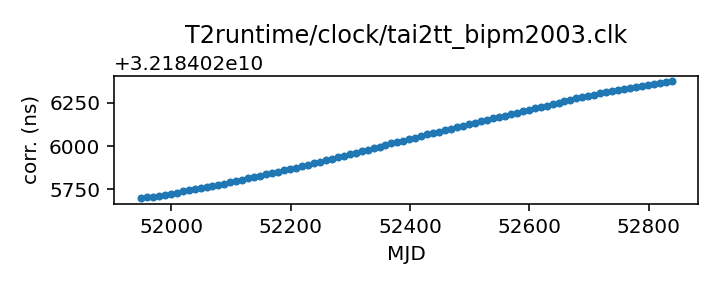 T2runtime/clock/tai2tt_bipm2003.clk
+3.218402e10
corr. (ns)
6250
6000
5750
52000 52200 52400 52600 52800
MJD